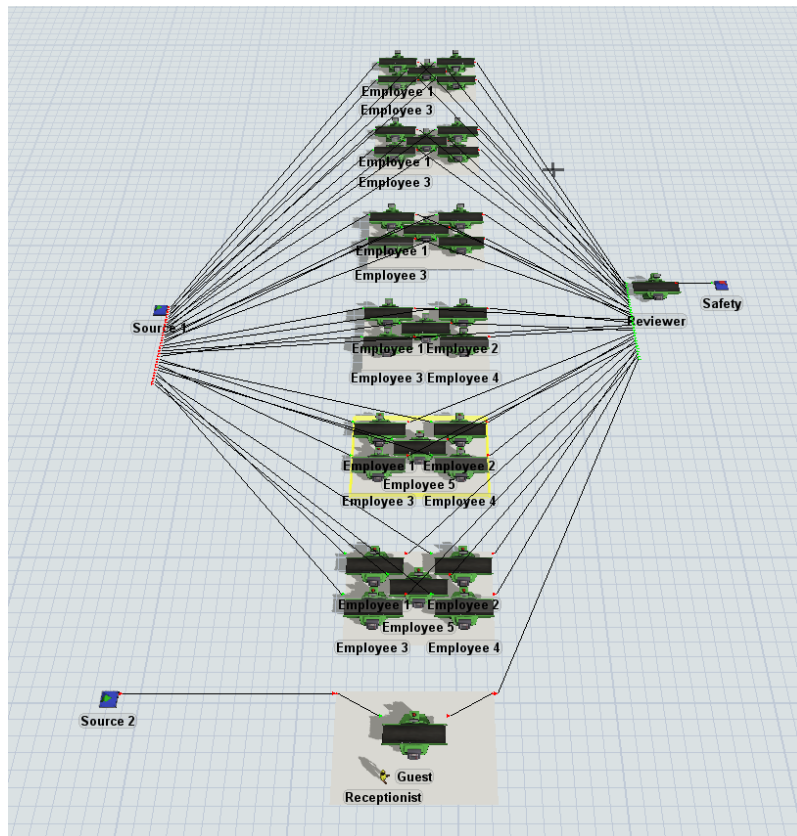 Employee 1
Employee 3
Employee 1
Employee 3
Employee 1
Employee 3
Safety
Source 1
Reviewer
Employee 1 Employee 2
Employee 3 Employee 4
Employee 1 Employee 2
Employee 5
Employee 3 Employee 4
Employee 1 Employee 2
Employee 5
Employee 3 Employee 4
Source 2
Guest
Receptionist